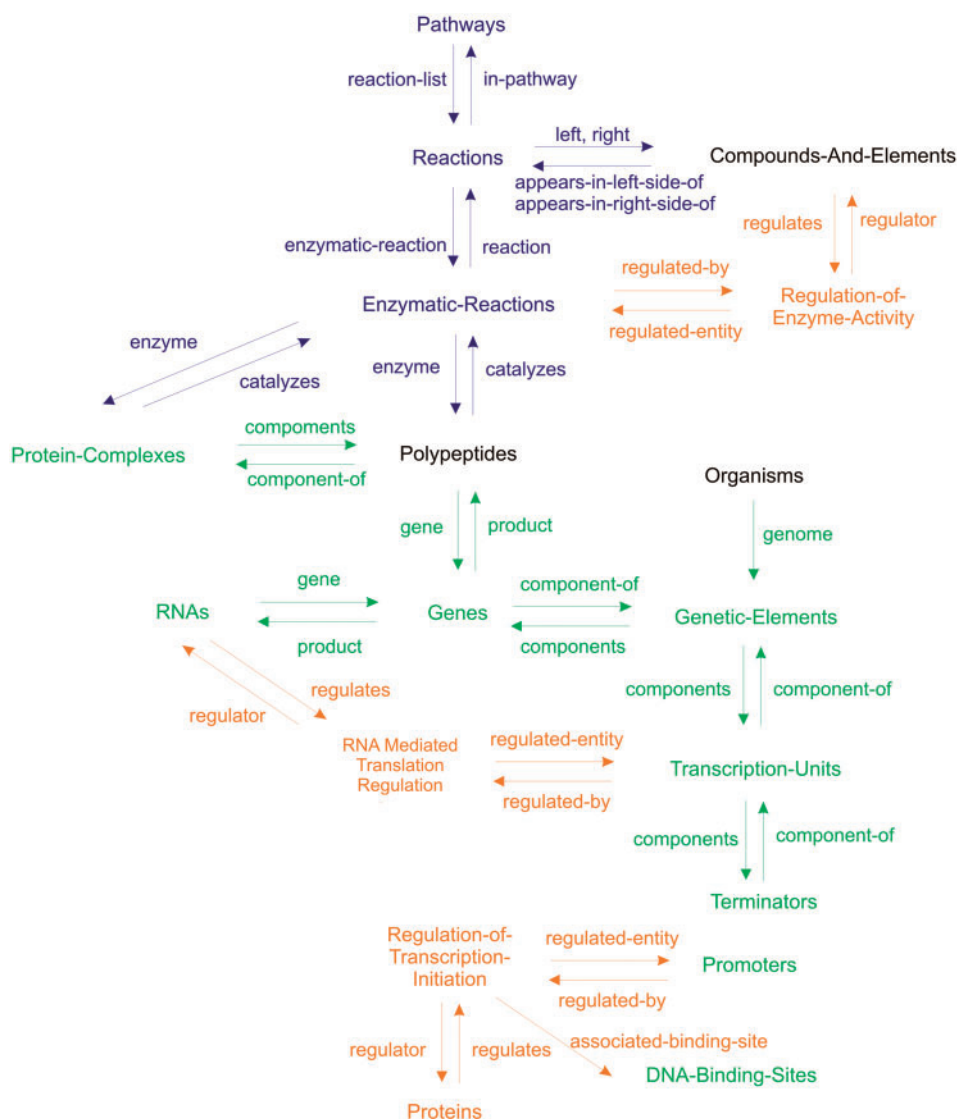 Pathways
reaction-list
in-pathway
left, right
Reactions
Compounds-And-Elements
appears-in-left-side-of
appears-in-right-side-of
regulates
regulator
enzymatic-reaction
reaction
regulated-by
Enzymatic-Reactions
Regulation-of-
Enzyme-Activity
regulated-entity
enzyme
catalyzes
enzyme
catalyzes
compoments
Protein-Complexes
Polypeptides
component-of
Organisms
gene
product
genome
gene
component-of
RNAs
Genes
Genetic-Elements
product
components
regulates
regulator
components
component-of
RNA Mediated
Translation
Regulation
regulated-entity
Transcription-Units
regulated-by
components
component-of
Terminators
Regulation-of-
Transcription-
Initiation
regulated-entity
Promoters
regulated-by
associated-binding-site
regulator
regulates
DNA-Binding-Sites
Proteins